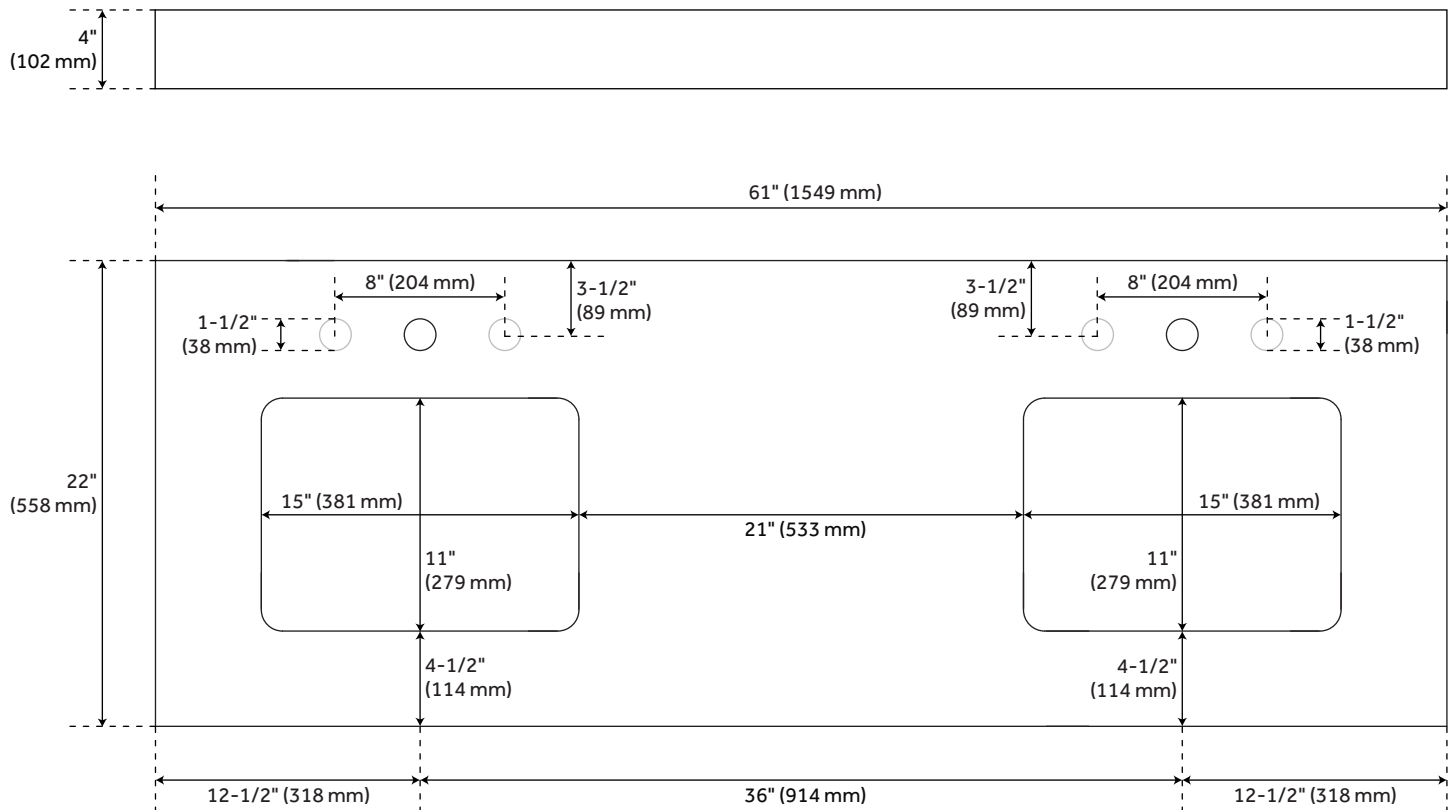 4"
(102 mm)
61" (1549 mm)
8" (204 mm)
3-1/2"
(89 mm)
3-1/2"
(89 mm)
8" (204 mm)
1-1/2"
(38 mm)
1-1/2"
(38 mm)
22"
(558 mm)
15" (381 mm)
21" (533 mm)
15" (381 mm)
11"
(279 mm)
11"
(279 mm)
4-1/2"
(114 mm)
4-1/2"
(114 mm)
12-1/2" (318 mm)
36" (914 mm)
12-1/2" (318 mm)